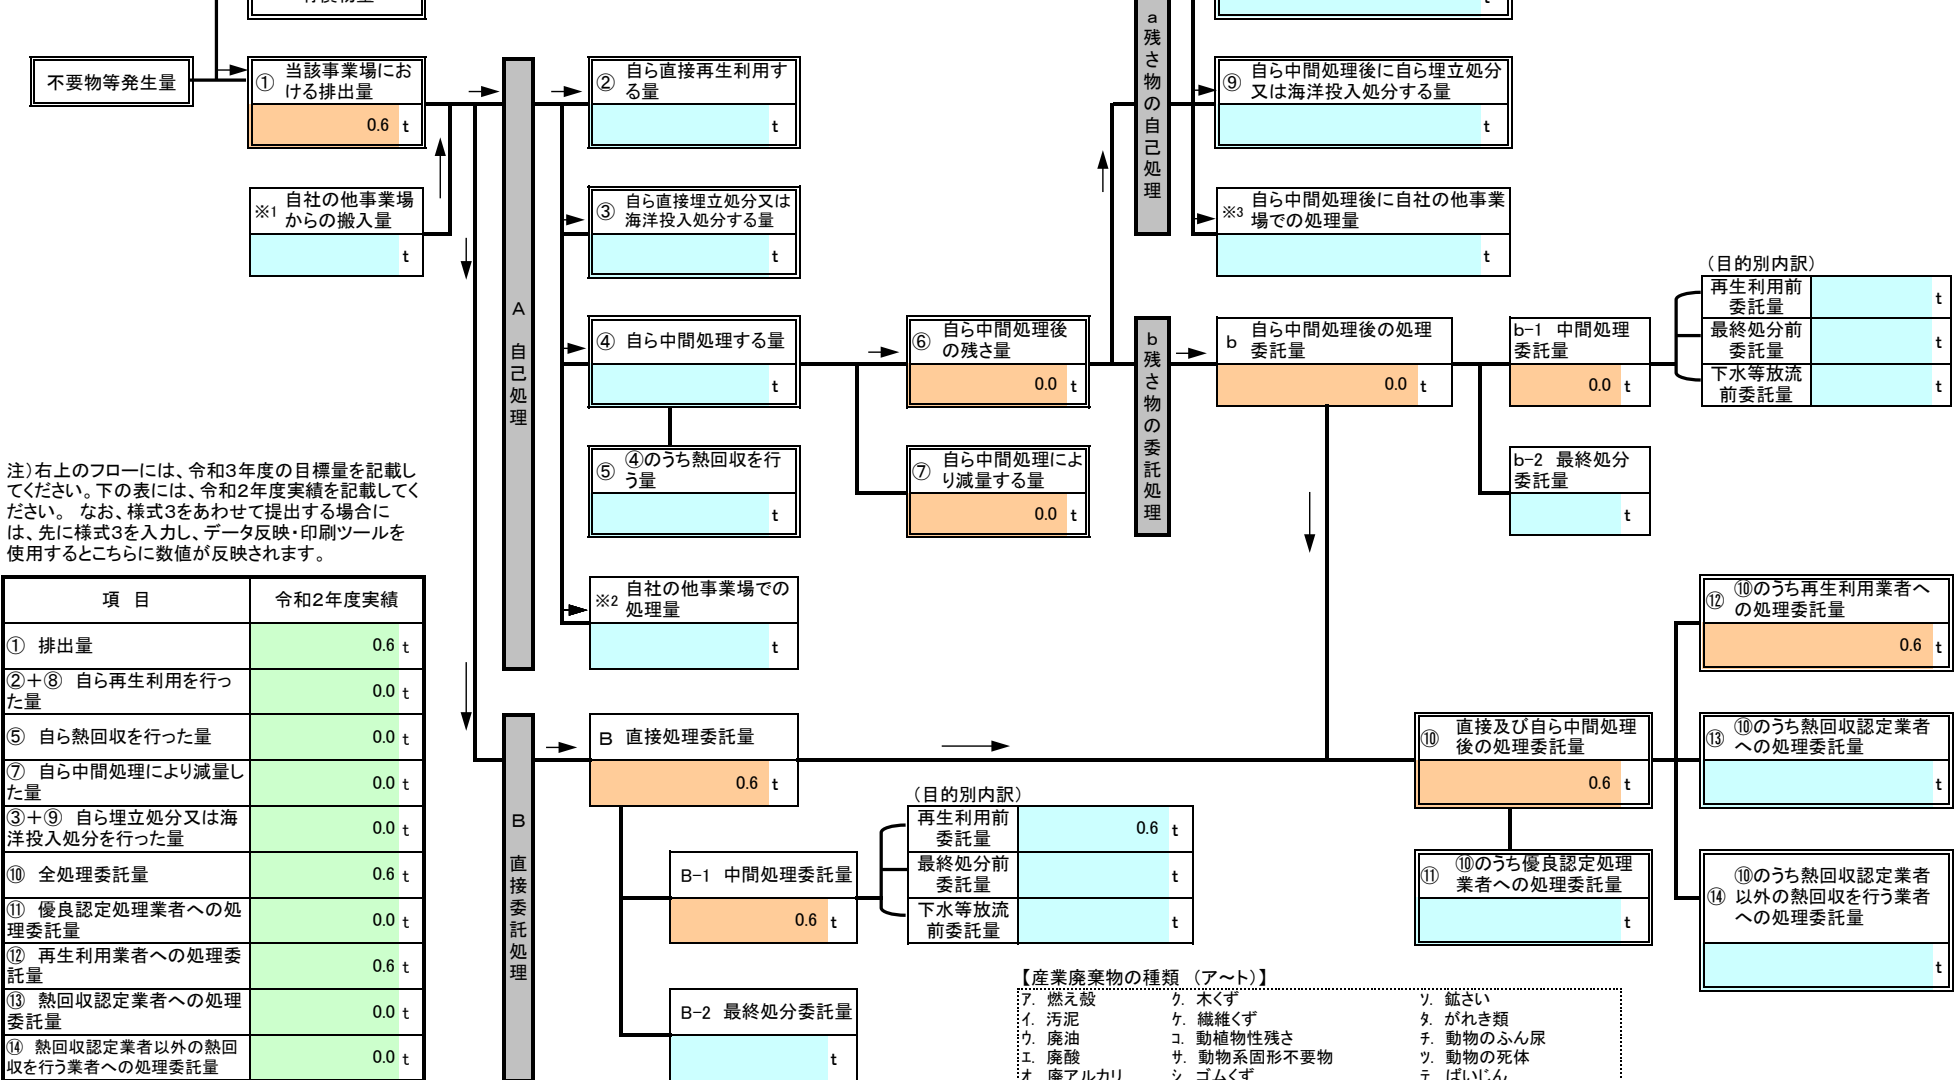 不要物等発生量
① 当該事業場にお
ける排出量
0.6 t
※1 自社の他事業場
からの搬入量
t
A 自己処理
② 自ら直接再生利用す
る量
t
③ 自ら直接埋立処分又は
海洋投入処分する量
t
④ 自ら中間処理する量
t
⑤ ④のうち熱回収を行
う量
t
※2 自社の他事業場での
処理量
t
⑥ 自ら中間処理後
の残さ量
0.0 t
⑦ 自ら中間処理によ
り減量する量
0.0 t
a 残さ物の自己処理
t
⑨ 自ら中間処理後に自ら埋立処分
又は海洋投入処分する量
t
※3 自ら中間処理後に自社の他事業
場での処理量
t
b 残さ物の委託処理
b 自ら中間処理後の処理
委託量
0.0 t
b-1 中間処理
委託量
0.0 t
(目的別内訳)
再生利用前
委託量
t
最終処分前
委託量
t
下水等放流
前委託量
t
b-2 最終処分
委託量
t
注)右上のフローには、令和3年度の目標量を記載し
てください。下の表には、令和2年度実績を記載してく
ださい。 なお、様式3をあわせて提出する場合に
は、先に様式3を入力し、データ反映・印刷ツールを
使用するとこちらに数値が反映されます。
項 目 令和2年度実績
① 排出量 0.6 t
②+⑧ 自ら再生利用を行っ
た量 0.0 t
⑤ 自ら熱回収を行った量 0.0 t
⑦ 自ら中間処理により減量し
た量 0.0 t
③+⑨ 自ら埋立処分又は海
洋投入処分を行った量 0.0 t
⑩ 全処理委託量 0.6 t
⑪ 優良認定処理業者への処
理委託量 0.0 t
⑫ 再生利用業者への処理委
託量 0.6 t
⑬ 熱回収認定業者への処理
委託量 0.0 t
⑭ 熱回収認定業者以外の熱回
収を行う業者への処理委託量 0.0 t
B 直接委託処理
B 直接処理委託量
0.6 t
B-1 中間処理委託量
0.6 t
(目的別内訳)
再生利用前
委託量
0.6 t
最終処分前
委託量
t
下水等放流
前委託量
t
B-2 最終処分委託量
t
⑩ 直接及び自ら中間処理
後の処理委託量
0.6 t
⑪ ⑩のうち優良認定処理
業者への処理委託量
t
⑫ ⑩のうち再生利用業者へ
の処理委託量
0.6 t
⑬ ⑩のうち熱回収認定業者
への処理委託量
t
⑭ ⑩のうち熱回収認定業者
以外の熱回収を行う業者
への処理委託量
t
【産業廃棄物の種類 (ア~ト)】
ア. 燃え殻 ク. 木くず ソ. 鉱さい
イ. 汚泥 ケ. 繊維くず タ. がれき類
ウ. 廃油 コ. 動植物性残さ チ. 動物のふん尿
エ. 廃酸 サ. 動物系固形不要物 ツ. 動物の死体
オ. 廃アルカリ シ. ゴムくず テ. ばいじん